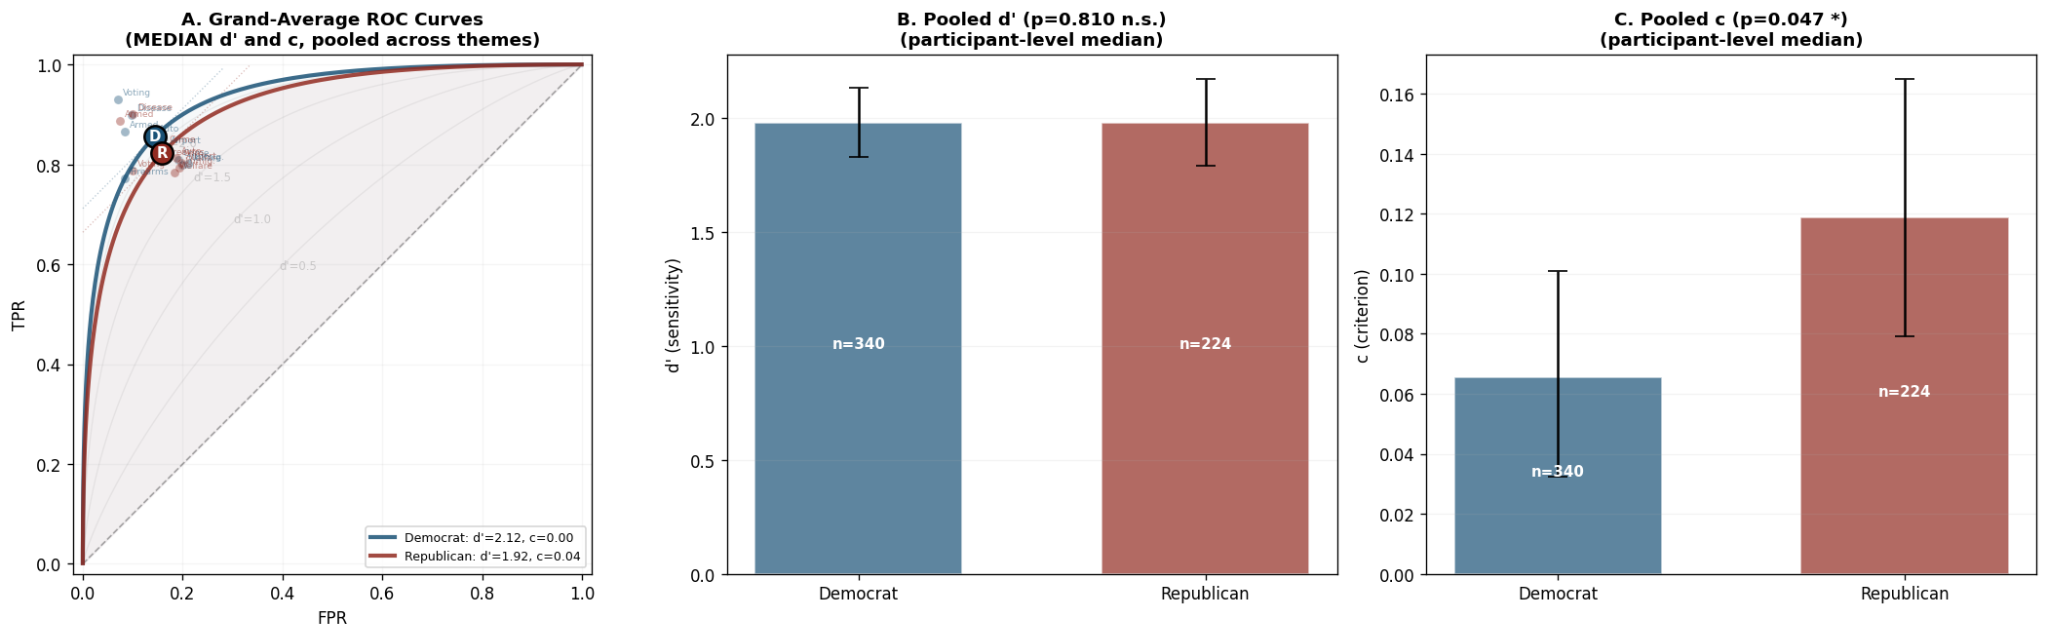 A. Grand-Average ROC Curves
(MEDIAN d' and c, pooled across themes)
1.0
0.8
0.6
0.4
0.2
0.0
TPR
Voting
Disease
Armed
d'=1.5
d'=1.0
d'=0.5
D
R
Democrat: d'=2.12, c=0.00
Republican: d'=1.92, c=0.04
0.0 0.2 0.4 0.6 0.8 1.0
FPR
B. Pooled d' (p=0.810 n.s.)
(participant-level median)
2.0
1.5
1.0
0.5
0.0
d' (sensitivity)
n=340
n=224
Democrat Republican
C. Pooled c (p=0.047 *)
(participant-level median)
0.16
0.14
0.12
0.10
0.08
0.06
0.04
0.02
0.00
c (criterion)
n=340
n=224
Democrat Republican